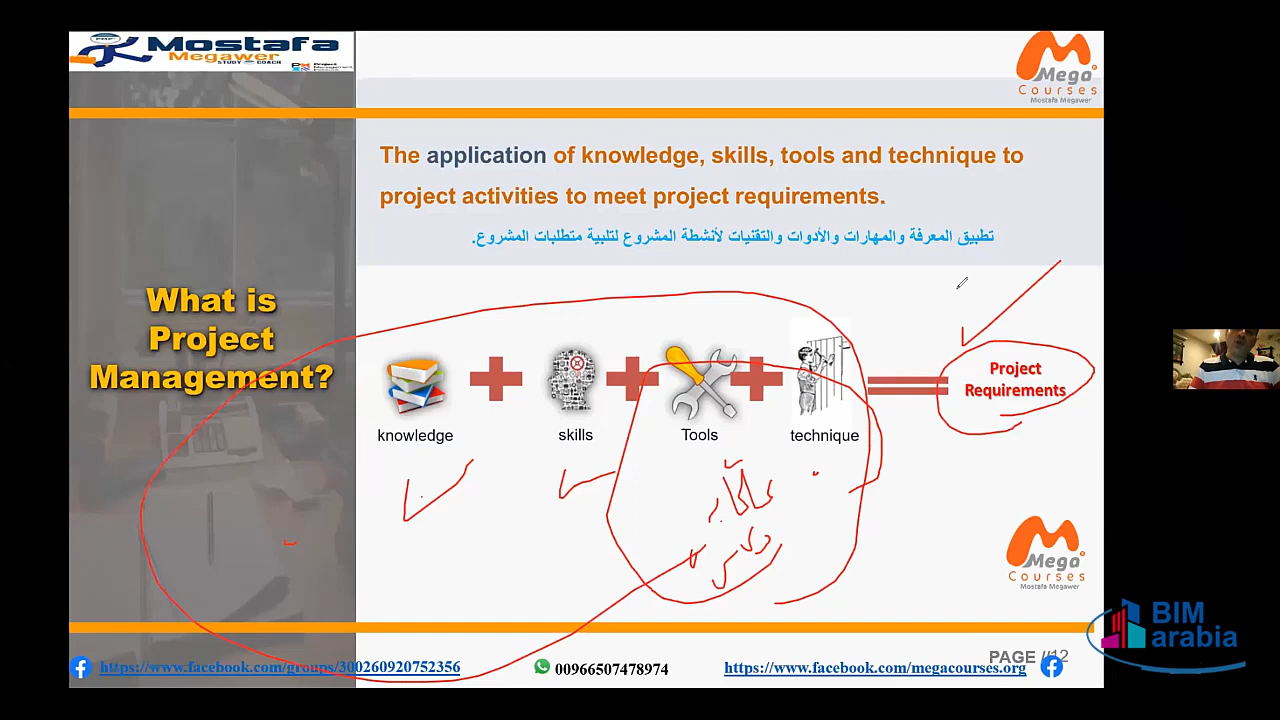 Mostafa
Megawer
STUDY COACH
Mega
Courses
Mostafa Megawer
The application of knowledge, skills, tools and technique to
project activities to meet project requirements.
تطبيق المعرفة والمهارات والأدوات والتقنيات لأنشطة المشروع لتلبية متطلبات المشروع.
What is
Project
Management?
knowledge
skills
Tools
technique
Project
Requirements
Mega
Courses
Mostafa Megawer
BIM
arabia
https://www.facebook.com/groups/300260920752356
00966507478974
https://www.facebook.com/megacourses.org
PAGE //12